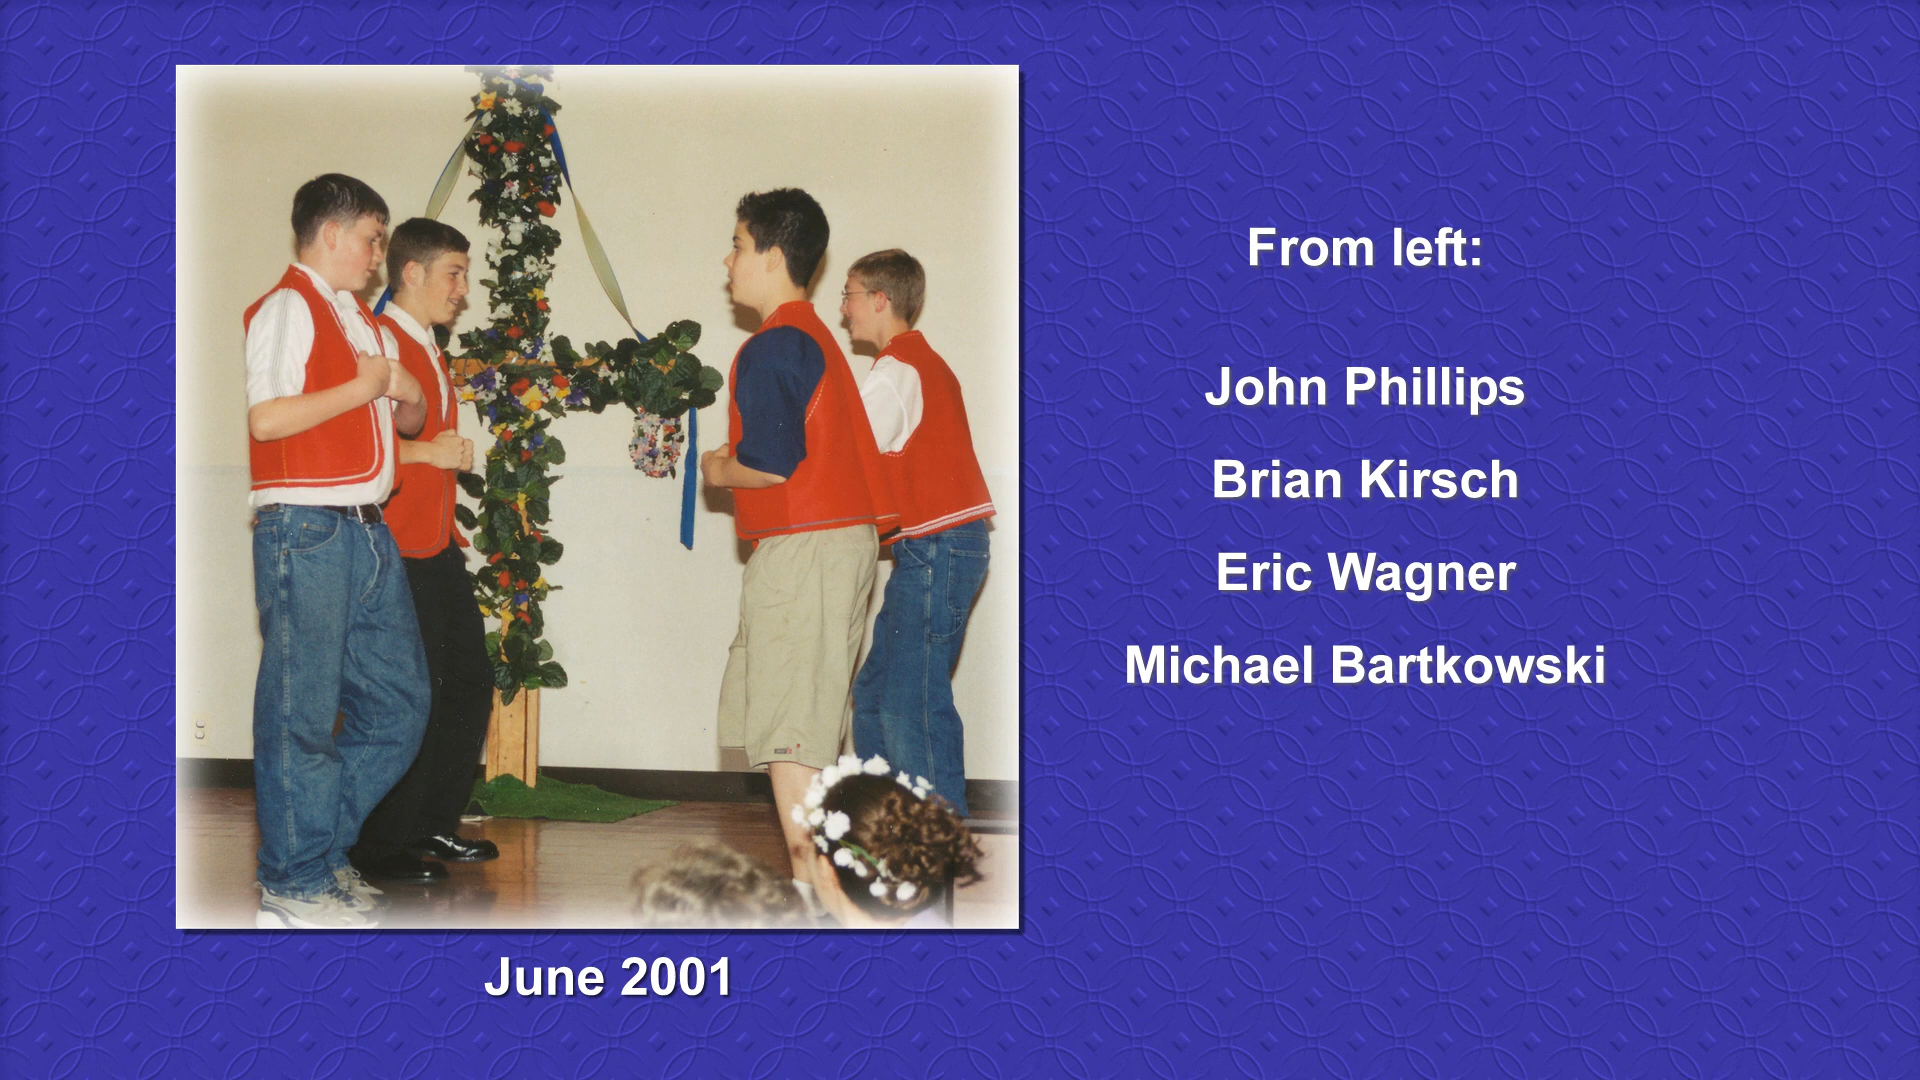 From left:
John Phillips
Brian Kirsch
Eric Wagner
Michael Bartkowski
June 2001